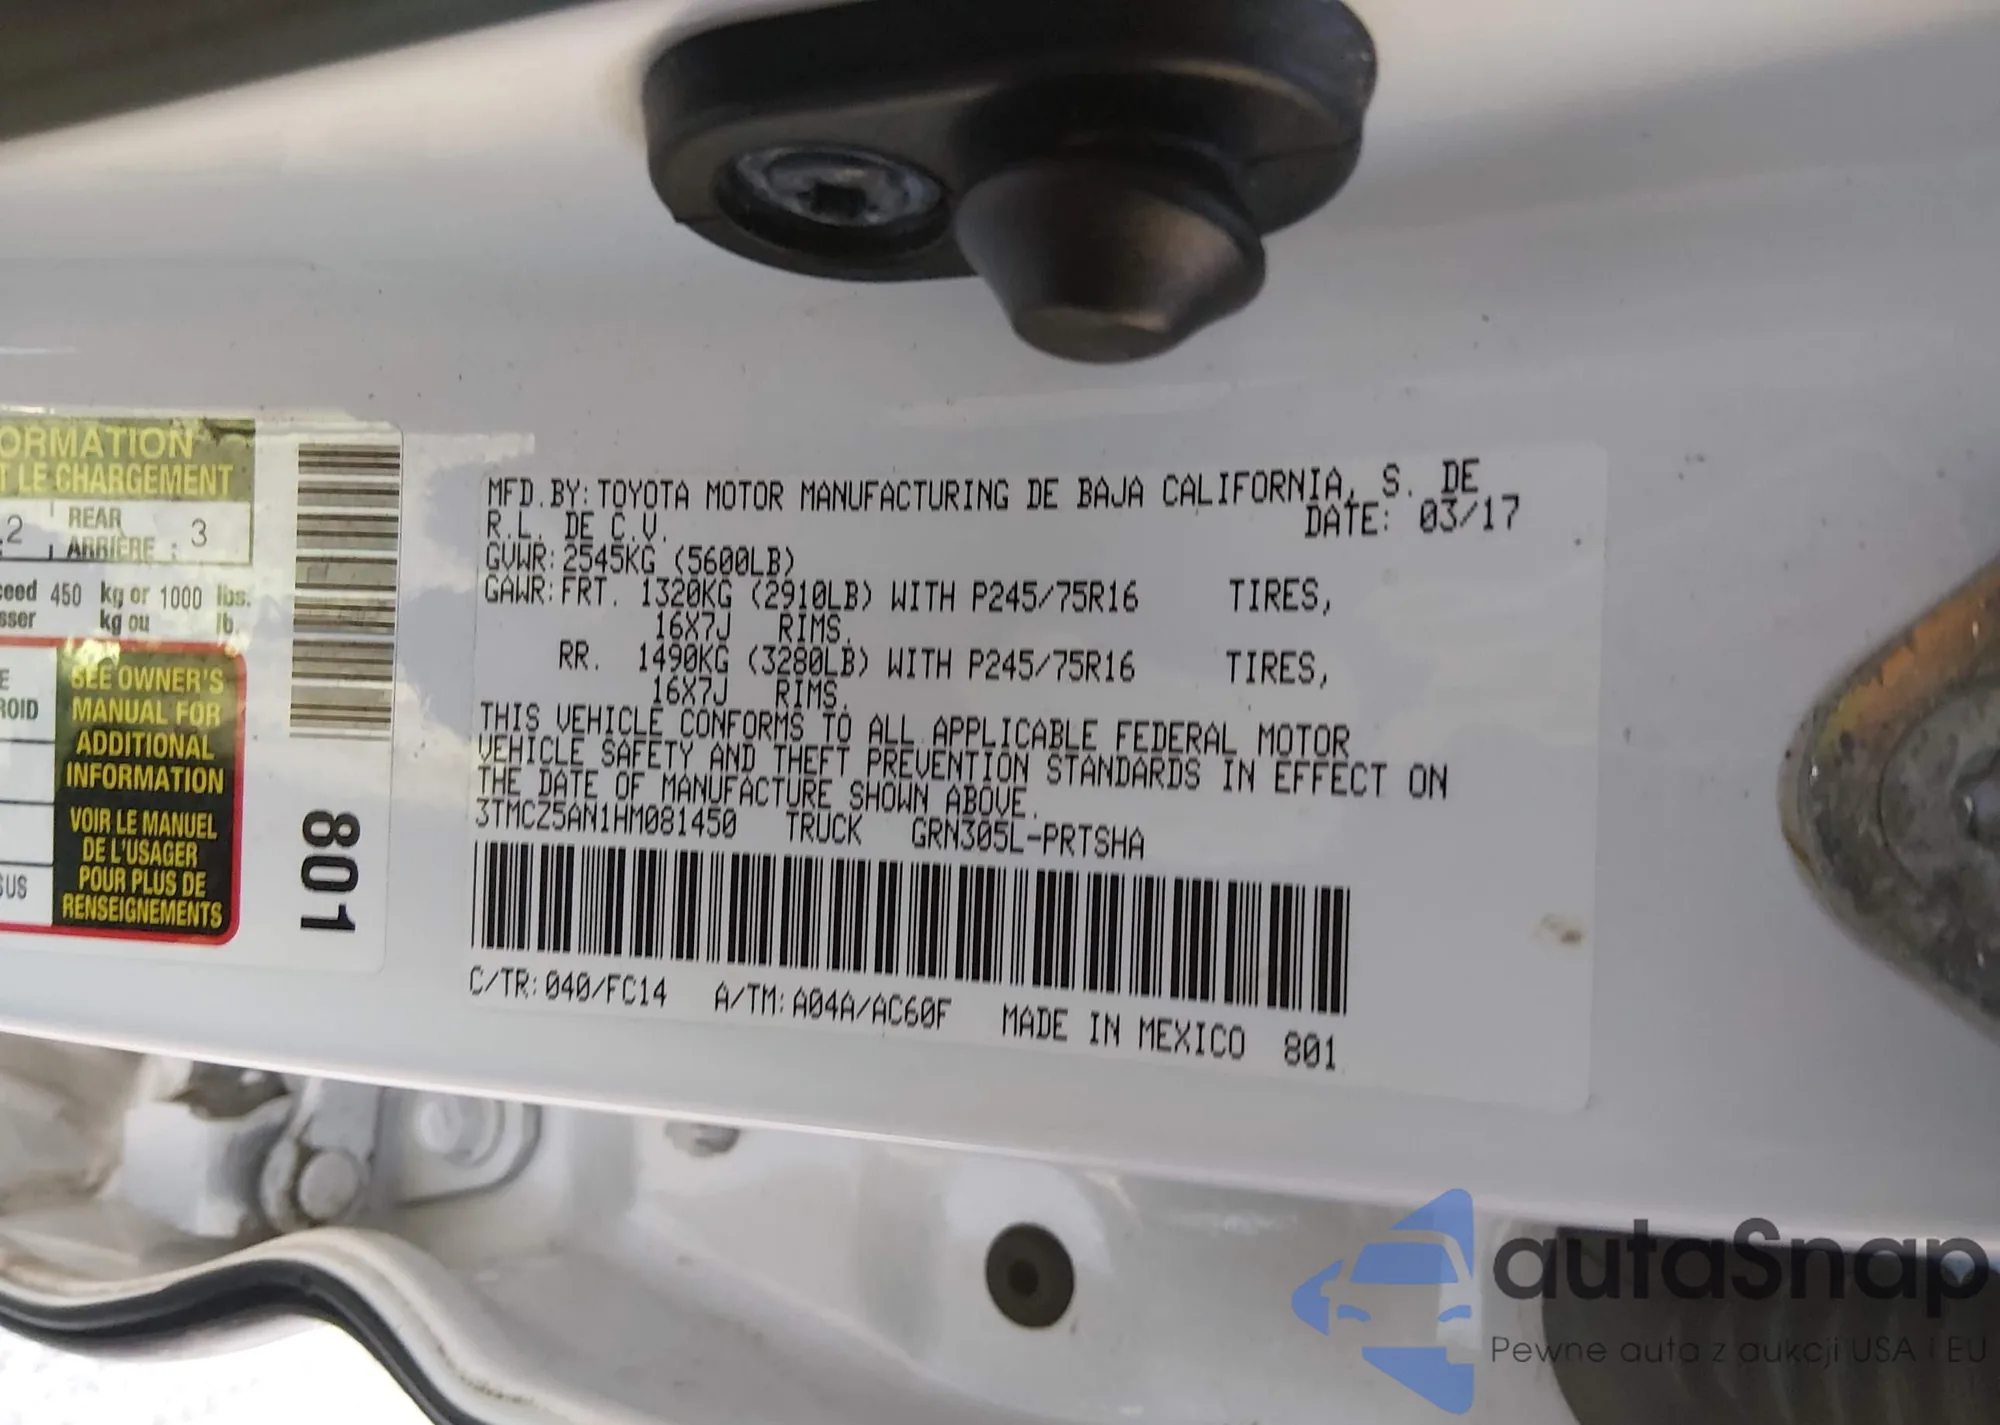 ORMATION
T LE CHARGEMENT
2 REAR
ARRIÈRE : 3
ceed 450 kg or 1000 lbs.
sser kg ou lb.
E
ROID
SUS
SEE OWNER'S
MANUAL FOR
ADDITIONAL
INFORMATION
VOIR LE MANUEL
DE L'USAGER
POUR PLUS DE
RENSEIGNEMENTS
801
MFD.BY:TOYOTA MOTOR MANUFACTURING DE BAJA CALIFORNIA, S. DE
R.L. DE C.V. DATE: 03/17
GVWR:2545KG (5600LB)
GAWR:FRT. 1320KG (2910LB) WITH P245/75R16 TIRES,
16X7J RIMS.
RR. 1490KG (3280LB) WITH P245/75R16 TIRES,
16X7J RIMS.
THIS VEHICLE CONFORMS TO ALL APPLICABLE FEDERAL MOTOR
VEHICLE SAFETY AND THEFT PREVENTION STANDARDS IN EFFECT ON
THE DATE OF MANUFACTURE SHOWN ABOVE.
3TMCZ5AN1HM081450 TRUCK GRN305L-PRTSHA
C/TR:040/FC14 A/TM:A04A/AC60F MADE IN MEXICO 801
autaSnap
Pewne auta z aukcji USA i EU